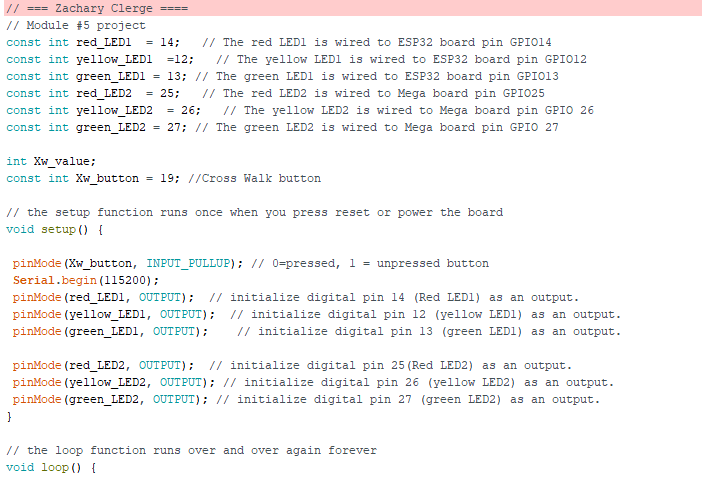 // === Zachary Clerge ====
// Module #5 project
const int red_LED1  = 14;   // The red LED1 is wired to ESP32 board pin GPIO14
const int yellow_LED1  =12;   // The yellow LED1 is wired to ESP32 board pin GPIO12
const int green_LED1 = 13; // The green LED1 is wired to ESP32 board pin GPIO13
const int red_LED2  = 25;   // The red LED2 is wired to Mega board pin GPIO25
const int yellow_LED2  = 26;   // The yellow LED2 is wired to Mega board pin GPIO 26
const int green_LED2 = 27; // The green LED2 is wired to Mega board pin GPIO 27

int Xw_value;
const int Xw_button = 19; //Cross Walk button

// the setup function runs once when you press reset or power the board
void setup() {

 pinMode(Xw_button, INPUT_PULLUP); // 0=pressed, 1 = unpressed button
 Serial.begin(115200);
 pinMode(red_LED1, OUTPUT);  // initialize digital pin 14 (Red LED1) as an output.
 pinMode(yellow_LED1, OUTPUT);  // initialize digital pin 12 (yellow LED1) as an output.
 pinMode(green_LED1, OUTPUT);    // initialize digital pin 13 (green LED1) as an output.

 pinMode(red_LED2, OUTPUT);  // initialize digital pin 25(Red LED2) as an output.
 pinMode(yellow_LED2, OUTPUT); // initialize digital pin 26 (yellow LED2) as an output.
 pinMode(green_LED2, OUTPUT); // initialize digital pin 27 (green LED2) as an output.
}

// the loop function runs over and over again forever
void loop() {